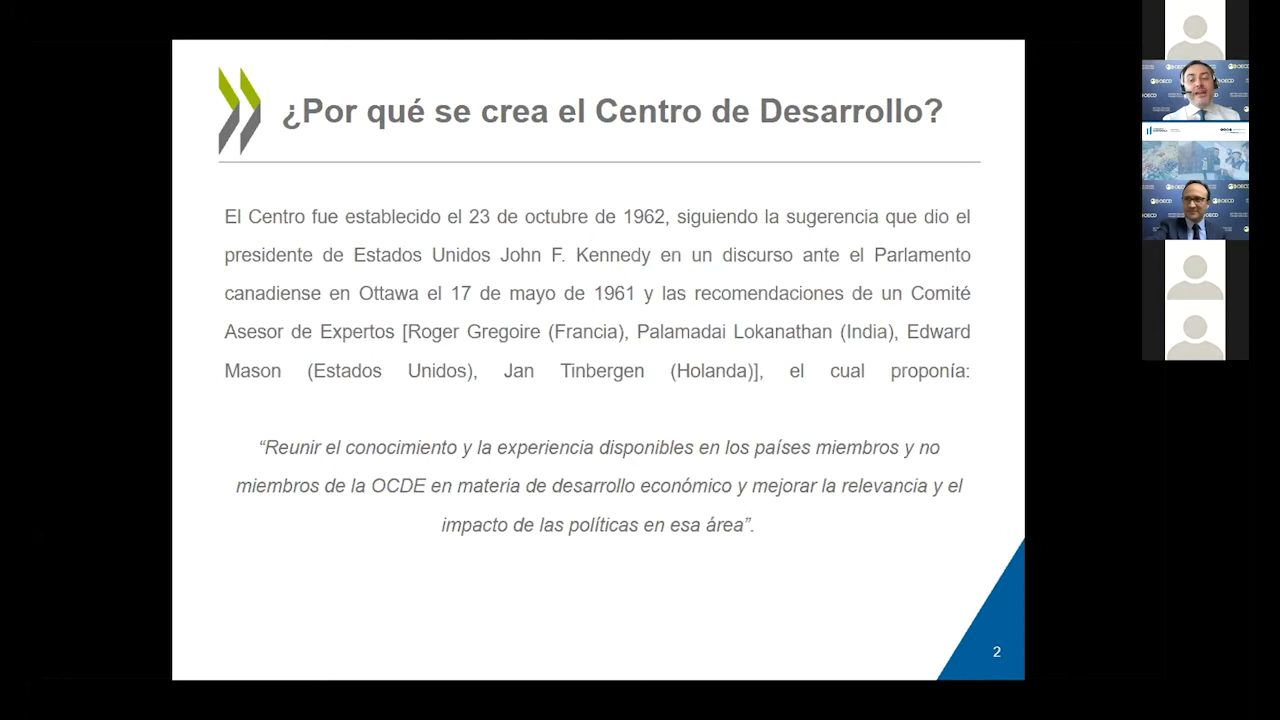 ¿Por qué se crea el Centro de Desarrollo?
El Centro fue establecido el 23 de octubre de 1962, siguiendo la sugerencia que dio el
presidente de Estados Unidos John F. Kennedy en un discurso ante el Parlamento
canadiense en Ottawa el 17 de mayo de 1961 y las recomendaciones de un Comité
Asesor de Expertos [Roger Gregoire (Francia), Palamadai Lokanathan (India), Edward
Mason (Estados Unidos), Jan Tinbergen (Holanda)], el cual proponía:
“Reunir el conocimiento y la experiencia disponibles en los países miembros y no
miembros de la OCDE en materia de desarrollo económico y mejorar la relevancia y el
impacto de las políticas en esa área”.
2
OECD
OECD
OECD
OECD